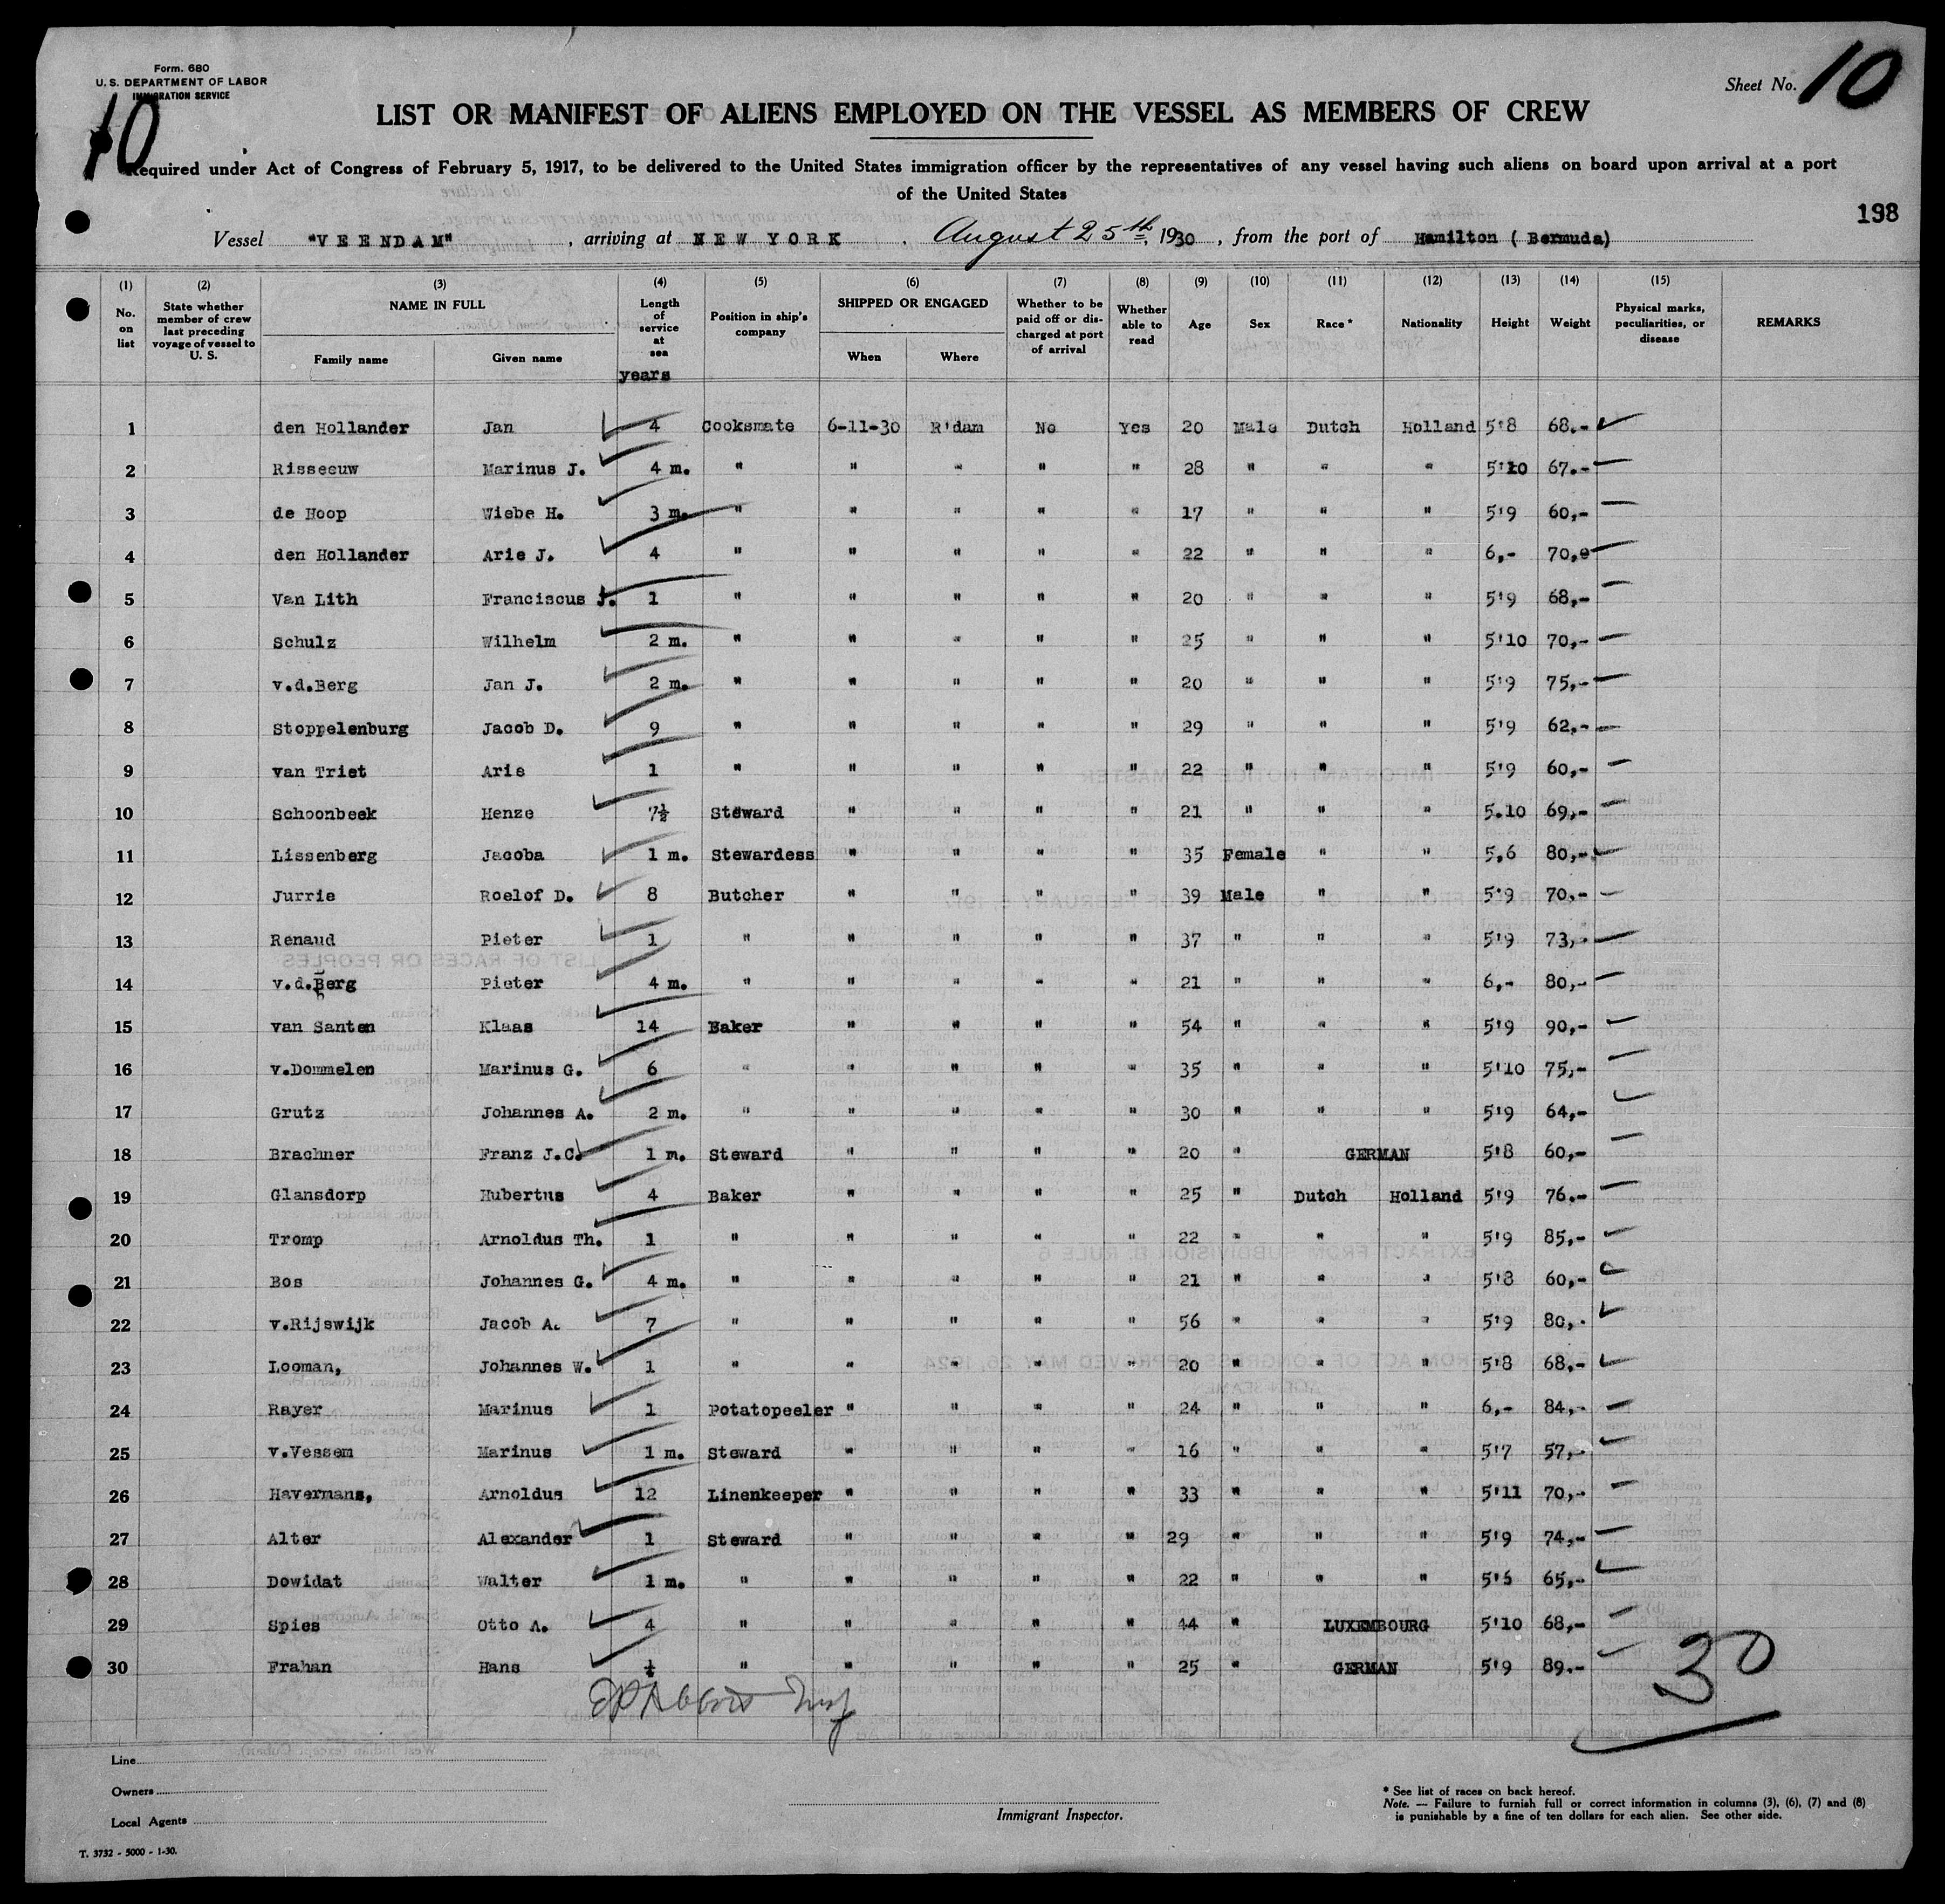 Form. 680
U. S. DEPARTMENT OF LABOR
IMMIGRATION SERVICE
10
Sheet No. 10
LIST OR MANIFEST OF ALIENS EMPLOYED ON THE VESSEL AS MEMBERS OF CREW
Required under Act of Congress of February 5, 1917, to be delivered to the United States immigration officer by the representatives of any vessel having such aliens on board upon arrival at a port
of the United States
198
Vessel "VEENDAM", arriving at NEW YORK. August 25th, 1930, from the port of Hamilton ( Bermuda)
(1) No. on list (2) State whether member of crew last preceding voyage of vessel to U. S. (3) NAME IN FULL Family name Given name (4) Length of service at sea years (5) Position in ship's company (6) SHIPPED OR ENGAGED When Where (7) Whether to be paid off or discharged at port of arrival (8) Whether able to read (9) Age (10) Sex (11) Race* (12) Nationality (13) Height (14) Weight (15) Physical marks, peculiarities, or disease REMARKS
1 den Hollander Jan 4 Cooksmate 6-11-30 R'dam No Yes 20 Male Dutch Holland 5'8 68.-
2 Risseeuw Marinus J. 4 m. " " " " " 28 " " " 5'10 67.-
3 de Hoop Wiebe H. 3 m. " " " " " 17 " " " 5'9 60,-
4 den Hollander Arie J. 4 " " " " " 22 " " " 6,- 70,-
5 Van Lith Franciscus J. 1 " " " " " 20 " " " 5'9 68,-
6 Schulz Wilhelm 2 m. " " " " " 25 " " " 5'10 70,-
7 v.d.Berg Jan J. 2 m. " " " " " 20 " " " 5'9 75,-
8 Stoppelenburg Jacob D. 9 " " " " " 29 " " " 5'9 62,-
9 van Triet Arie 1 " " " " " 22 " " " 5'9 60,-
10 Schoonbeek Henze 7½ Steward " " " " 21 " " " 5.10 69,-
11 Lissenberg Jacoba 1 m. Stewardess " " " " 35 Female " " 5,6 80,-
12 Jurrie Roelof D. 8 Butcher " " " " 39 Male " " 5'9 70,-
13 Renaud Pieter 1 " " " " " 37 " " " 5'9 73,-
14 v.d.Berg Pieter 4 m. " " " " " 21 " " " 6,- 80,-
15 van Santen Klaas 14 Baker " " " " 54 " " " 5'9 90,-
16 v.Dommelen Marinus G. 6 " " " " " 35 " " " 5'10 75,-
17 Grutz Johannes A. 2 m. " " " " " 30 " " " 5'9 64,-
18 Brachner Franz J.C. 1 m. Steward " " " " 20 " GERMAN 5'8 60,-
19 Glansdorp Hubertus 4 Baker " " " " 25 " Dutch Holland 5'9 76.-
20 Tromp Arnoldus Th. 1 " " " " " 22 " " " 5'9 85,-
21 Bos Johannes G. 4 m. " " " " " 21 " " " 5'8 60,-
22 v.Rijswijk Jacob A. 7 " " " " " 56 " " " 5'9 80,-
23 Looman, Johannes W. 1 " " " " " 20 " " " 5'8 68,-
24 Rayer Marinus 1 Potatopeeler " " " " 24 " " " 6,- 84,-
25 v.Vessem Marinus 1 m. Steward " " " " 16 " " " 5'7 57,-
26 Havermans, Arnoldus 12 Linenkeeper " " " " 33 " " " 5'11 70,-
27 Alter Alexander 1 Steward " " " " 29 " " " 5'9 74,-
28 Dowidat Walter 1 m. " " " " " 22 " " " 65,-
29 Spies Otto A. 4 " " " " " 44 " LUXEMBOURG 5'10 68,-
30 Frahan Hans " " " " " 25 " GERMAN 5'9 89.-
30
Line
Owners
Local Agents
T. 3732 - 5000 - 1-30.
Immigrant Inspector.
* See list of races on back hereof.
Note. — Failure to furnish full or correct information in columns (3), (6), (7) and (8)
is punishable by a fine of ten dollars for each alien. See other side.